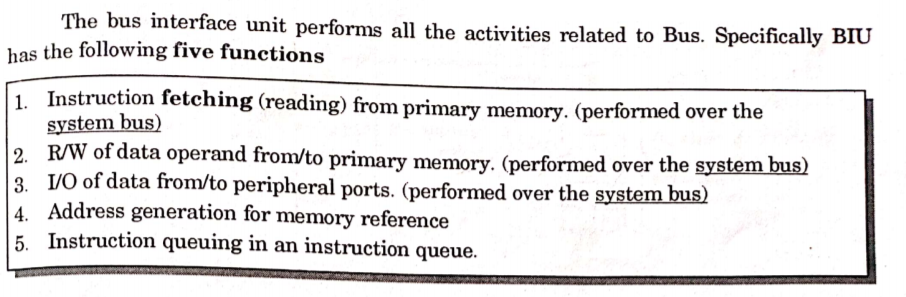 The bus interface unit performs all the activities related to Bus. Specifically BIU
has the following five functions
1. Instruction fetching (reading) from primary memory. (performed over the
system bus)
2. R/W of data operand from/to primary memory. (performed over the system bus)
3. I/O of data from/to peripheral ports. (performed over the system bus)
4. Address generation for memory reference
5. Instruction queuing in an instruction queue.